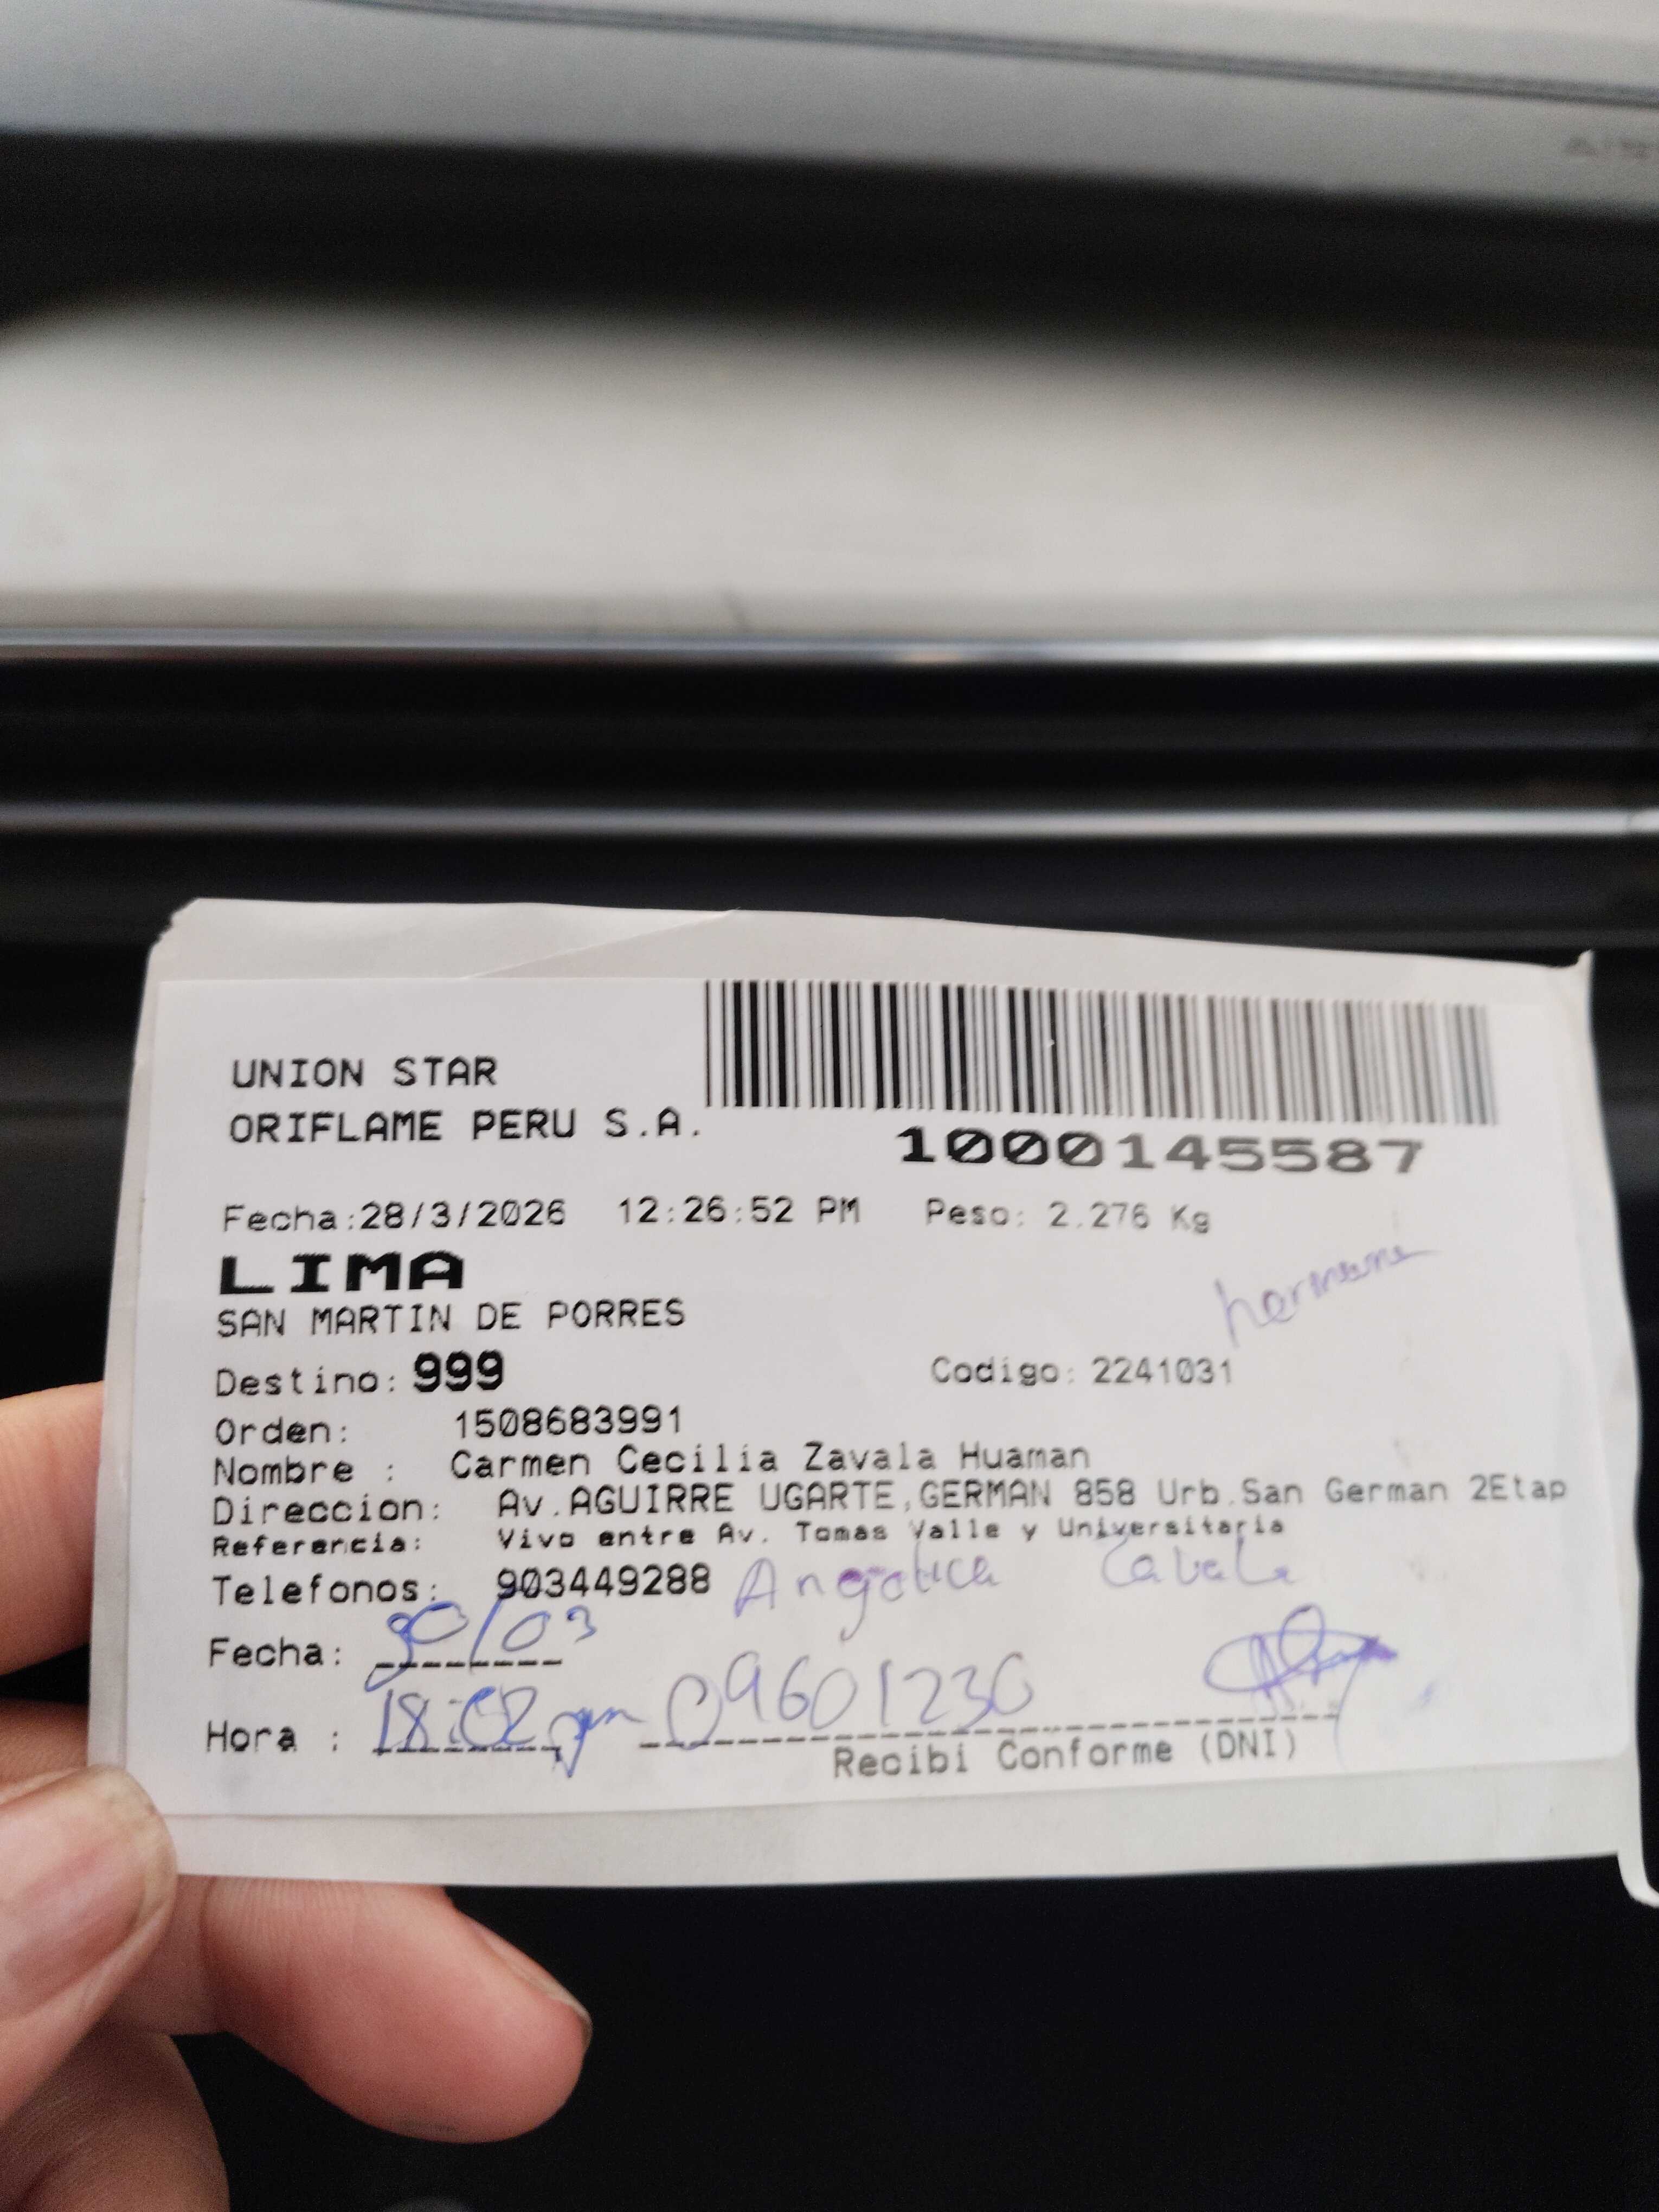 UNION STAR
ORIFLAME PERU S.A.
1000145587
Fecha:28/3/2026 12:26:52 PM Peso: 2.276 Kg
LIMA
hermana
SAN MARTIN DE PORRES
Destino: 999 Codigo: 2241031
Orden: 1508683991
Nombre : Carmen Cecilia Zavala Huaman
Direccion: Av.AGUIRRE UGARTE,GERMAN 858 Urb.San German 2Etap
Referencia: Vivo entre Av. Tomas Valle y Universitaria
Telefonos: 903449288 Angelica
Fecha: 30/03
Hora : 18:02 pm 09601230
Recibi Conforme (DNI)